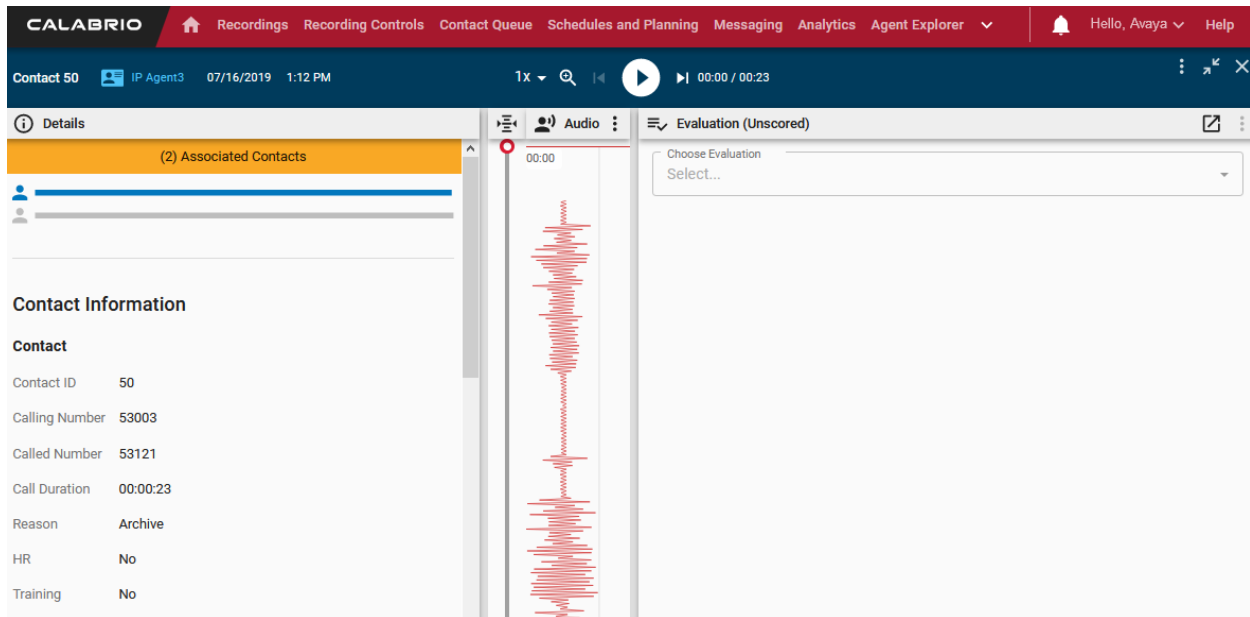 CALABRIO Recordings Recording Controls Contact Queue Schedules and Planning Messaging Analytics Agent Explorer Hello, Avaya Help
Contact 50 IP Agent3 07/16/2019 1:12 PM 1x 00:00 / 00:23
Details
(2) Associated Contacts
Contact Information
Contact
Contact ID 50
Calling Number 53003
Called Number 53121
Call Duration 00:00:23
Reason Archive
HR No
Training No
Audio
00:00
Evaluation (Unscored)
Choose Evaluation
Select...